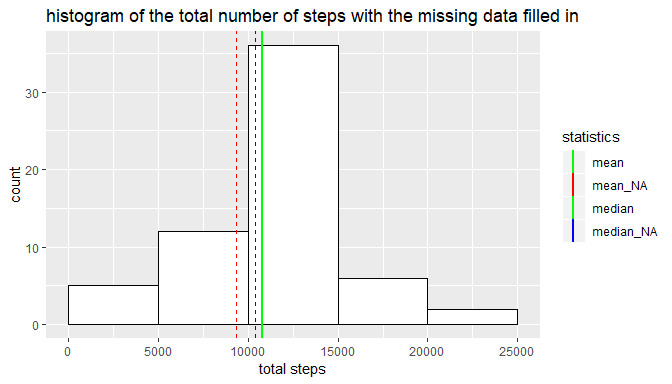 histogram of the total number of steps with the missing data filled in
count
30
20
10
0
0 5000 10000 15000 20000 25000
total steps
statistics
mean
mean_NA
median
median_NA